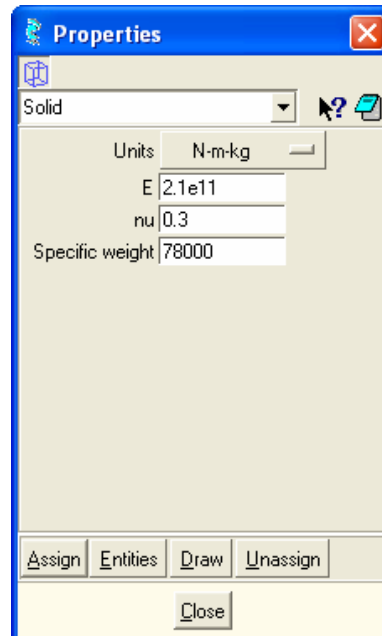 Properties
Solid
?
Units N-m-kg
E 2.1e11
nu 0.3
Specific weight 78000
Assign Entities Draw Unassign
Close